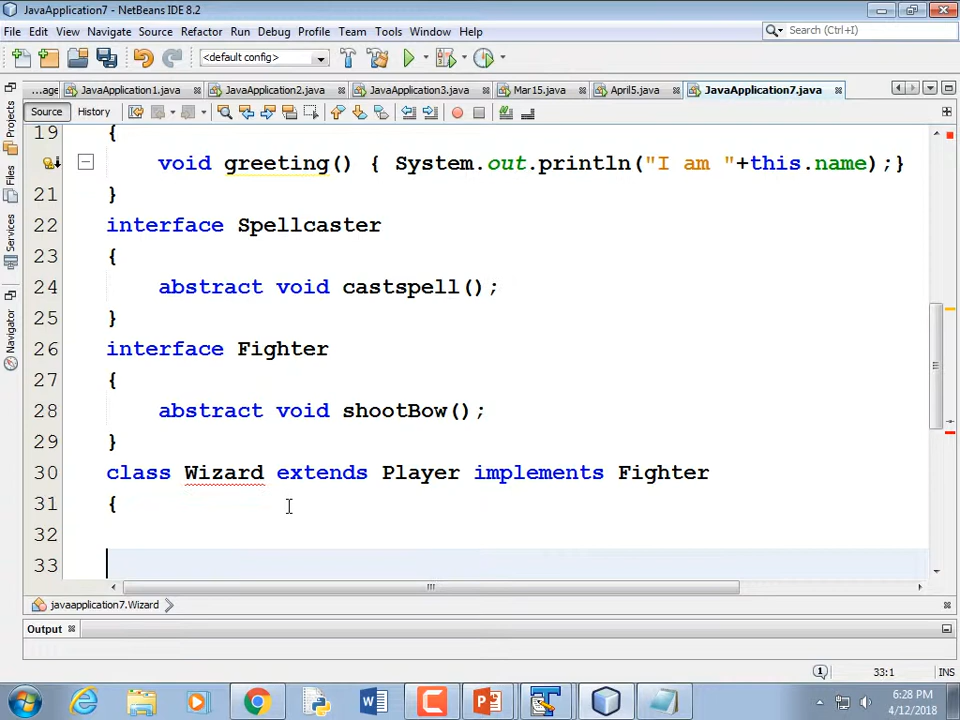 JavaApplication7 - NetBeans IDE 8.2
File Edit View Navigate Source Refactor Run Debug Profile Team Tools Window Help
<default config>
Search (Ctrl+I)
...age JavaApplication1.java JavaApplication2.java JavaApplication3.java Mar15.java April5.java JavaApplication7.java
Source History
Projects
Files
Services
Navigator
19 {
void greeting() { System.out.println("I am "+this.name);}
21 }
22 interface Spellcaster
23 {
24 abstract void castspell();
25 }
26 interface Fighter
27 {
28 abstract void shootBow();
29 }
30 class Wizard extends Player implements Fighter
31 {
32
33
javaapplication7.Wizard
Output
1 33:1 INS
6:28 PM
4/12/2018